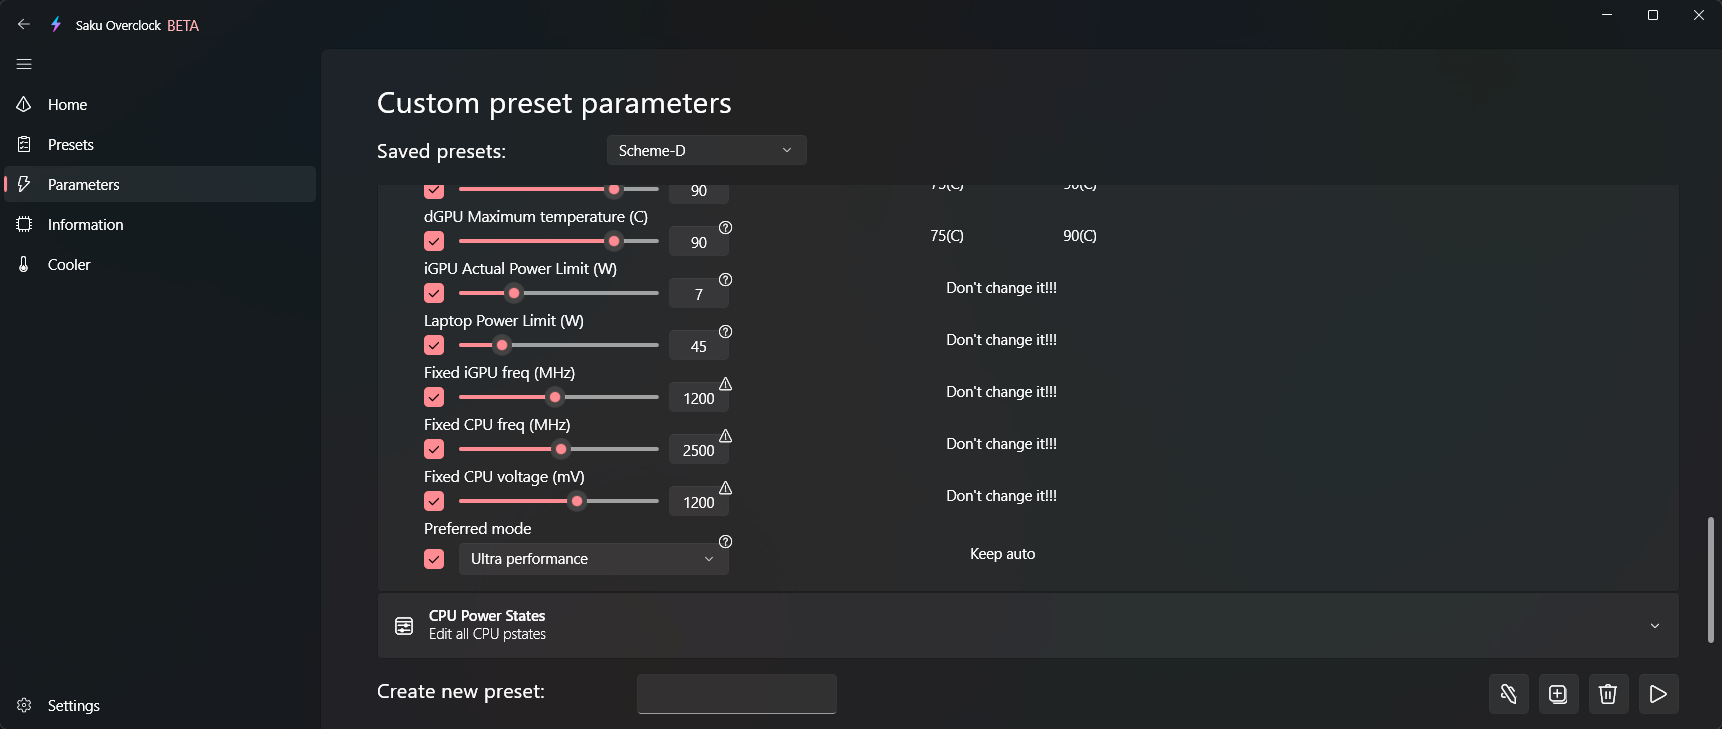 Saku Overclock BETA
Home
Presets
Parameters
Information
Cooler
Settings
Custom preset parameters
Saved presets:
Scheme-D
90
75(C)
90(C)
dGPU Maximum temperature (C)
90
75(C)
90(C)
iGPU Actual Power Limit (W)
7
Don't change it!!!
Laptop Power Limit (W)
45
Don't change it!!!
Fixed iGPU freq (MHz)
1200
Don't change it!!!
Fixed CPU freq (MHz)
2500
Don't change it!!!
Fixed CPU voltage (mV)
1200
Don't change it!!!
Preferred mode
Ultra performance
Keep auto
CPU Power States
Edit all CPU pstates
Create new preset: